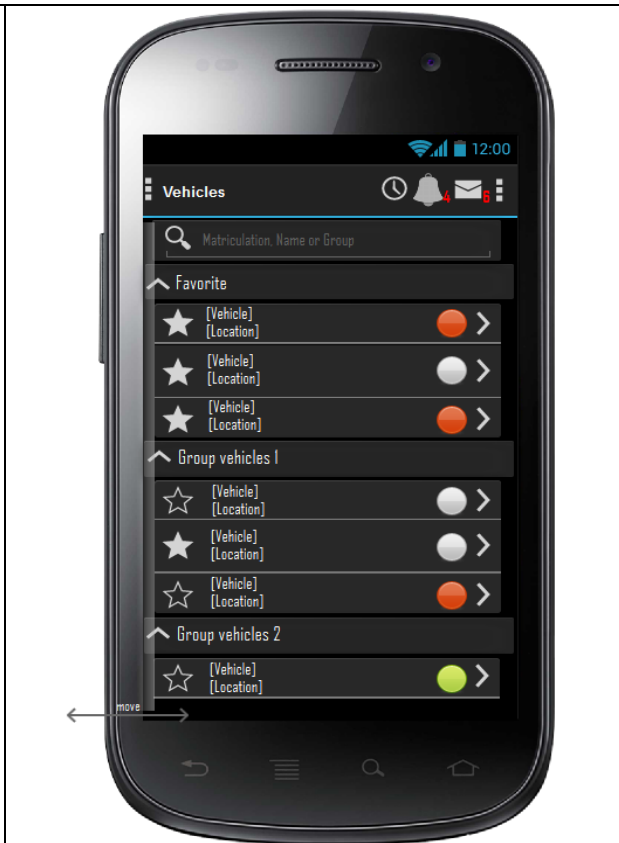 12:00
Vehicles 4 6
Matriculation, Name or Group
Favorite
[Vehicle]
[Location]
[Vehicle]
[Location]
[Vehicle]
[Location]
Group vehicles 1
[Vehicle]
[Location]
[Vehicle]
[Location]
[Vehicle]
[Location]
Group vehicles 2
[Vehicle]
[Location]
move